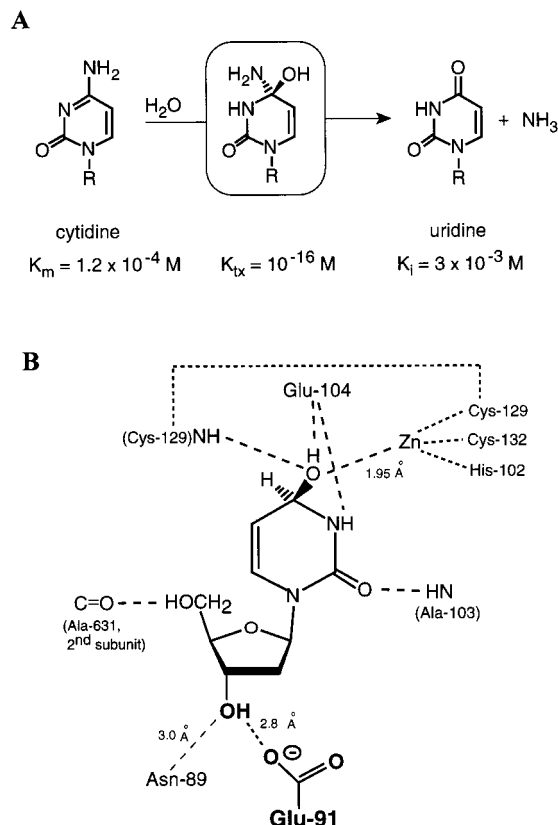 A
NH2
N
O
N
R
H2O
H2N OH
HN
O
N
R
O
HN
O
N
R
+ NH3
cytidine
uridine
Km = 1.2 x 10-4 M
Ktx = 10-16 M
Ki = 3 x 10-3 M
B
Glu-104
(Cys-129)NH
Cys-129
Zn
Cys-132
His-102
H
O
1.95 Å
H
NH
N
O
HN
(Ala-103)
C=O
HOCH2
(Ala-631,
2nd subunit)
O
OH
3.0 Å
2.8 Å
Asn-89
O
O
Glu-91